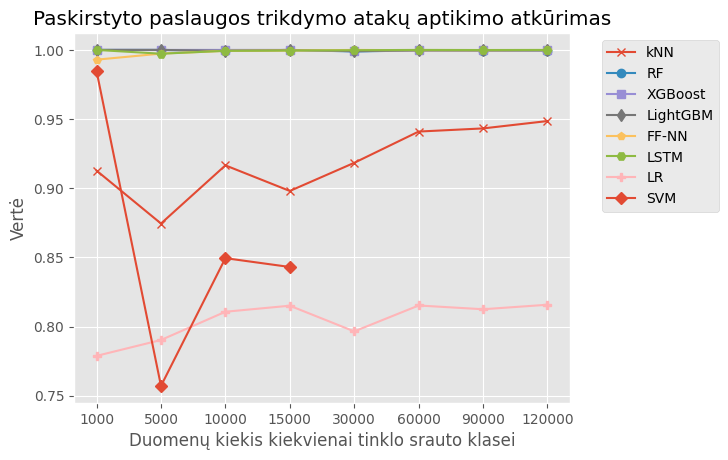 Paskirstyto paslaugos trikdymo atakų aptikimo atkūrimas
Vertė
1.00
0.95
0.90
0.85
0.80
0.75
1000
5000
10000
15000
30000
60000
90000
120000
Duomenų kiekis kiekvienai tinklo srauto klasei
kNN
RF
XGBoost
LightGBM
FF-NN
LSTM
LR
SVM